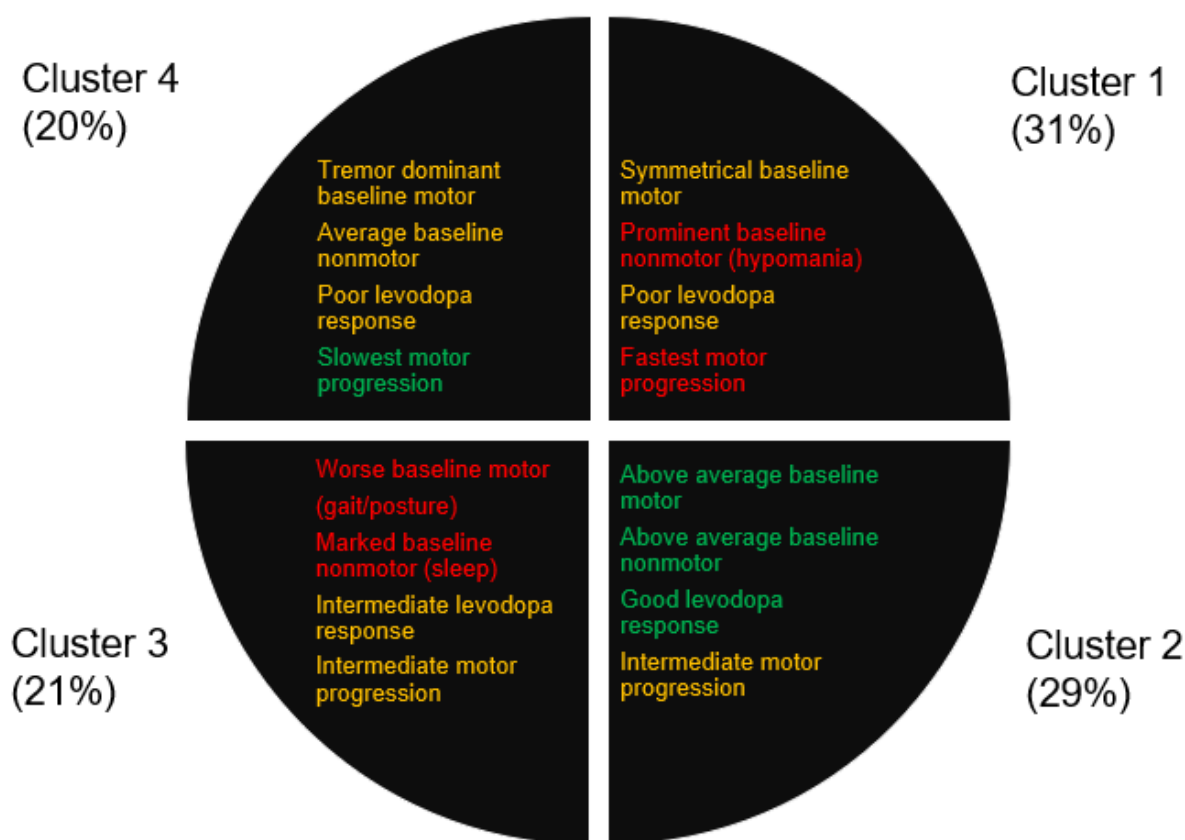 Cluster 4
(20%)
Tremor dominant
baseline motor
Average baseline
nonmotor
Poor levodopa
response
Slowest motor
progression
Cluster 1
(31%)
Symmetrical baseline
motor
Prominent baseline
nonmotor (hypomania)
Poor levodopa
response
Fastest motor
progression
Cluster 3
(21%)
Worse baseline motor
(gait/posture)
Marked baseline
nonmotor (sleep)
Intermediate levodopa
response
Intermediate motor
progression
Cluster 2
(29%)
Above average baseline
motor
Above average baseline
nonmotor
Good levodopa
response
Intermediate motor
progression